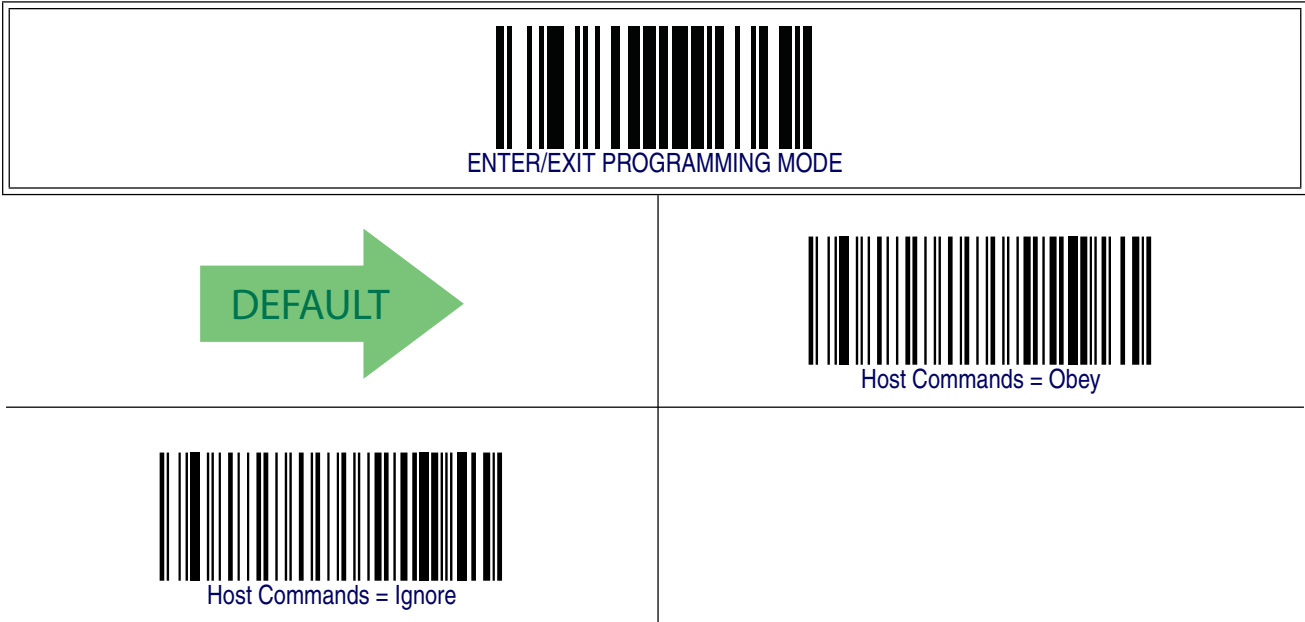 ENTER/EXIT PROGRAMMING MODE
DEFAULT
Host Commands = Obey
Host Commands = Ignore